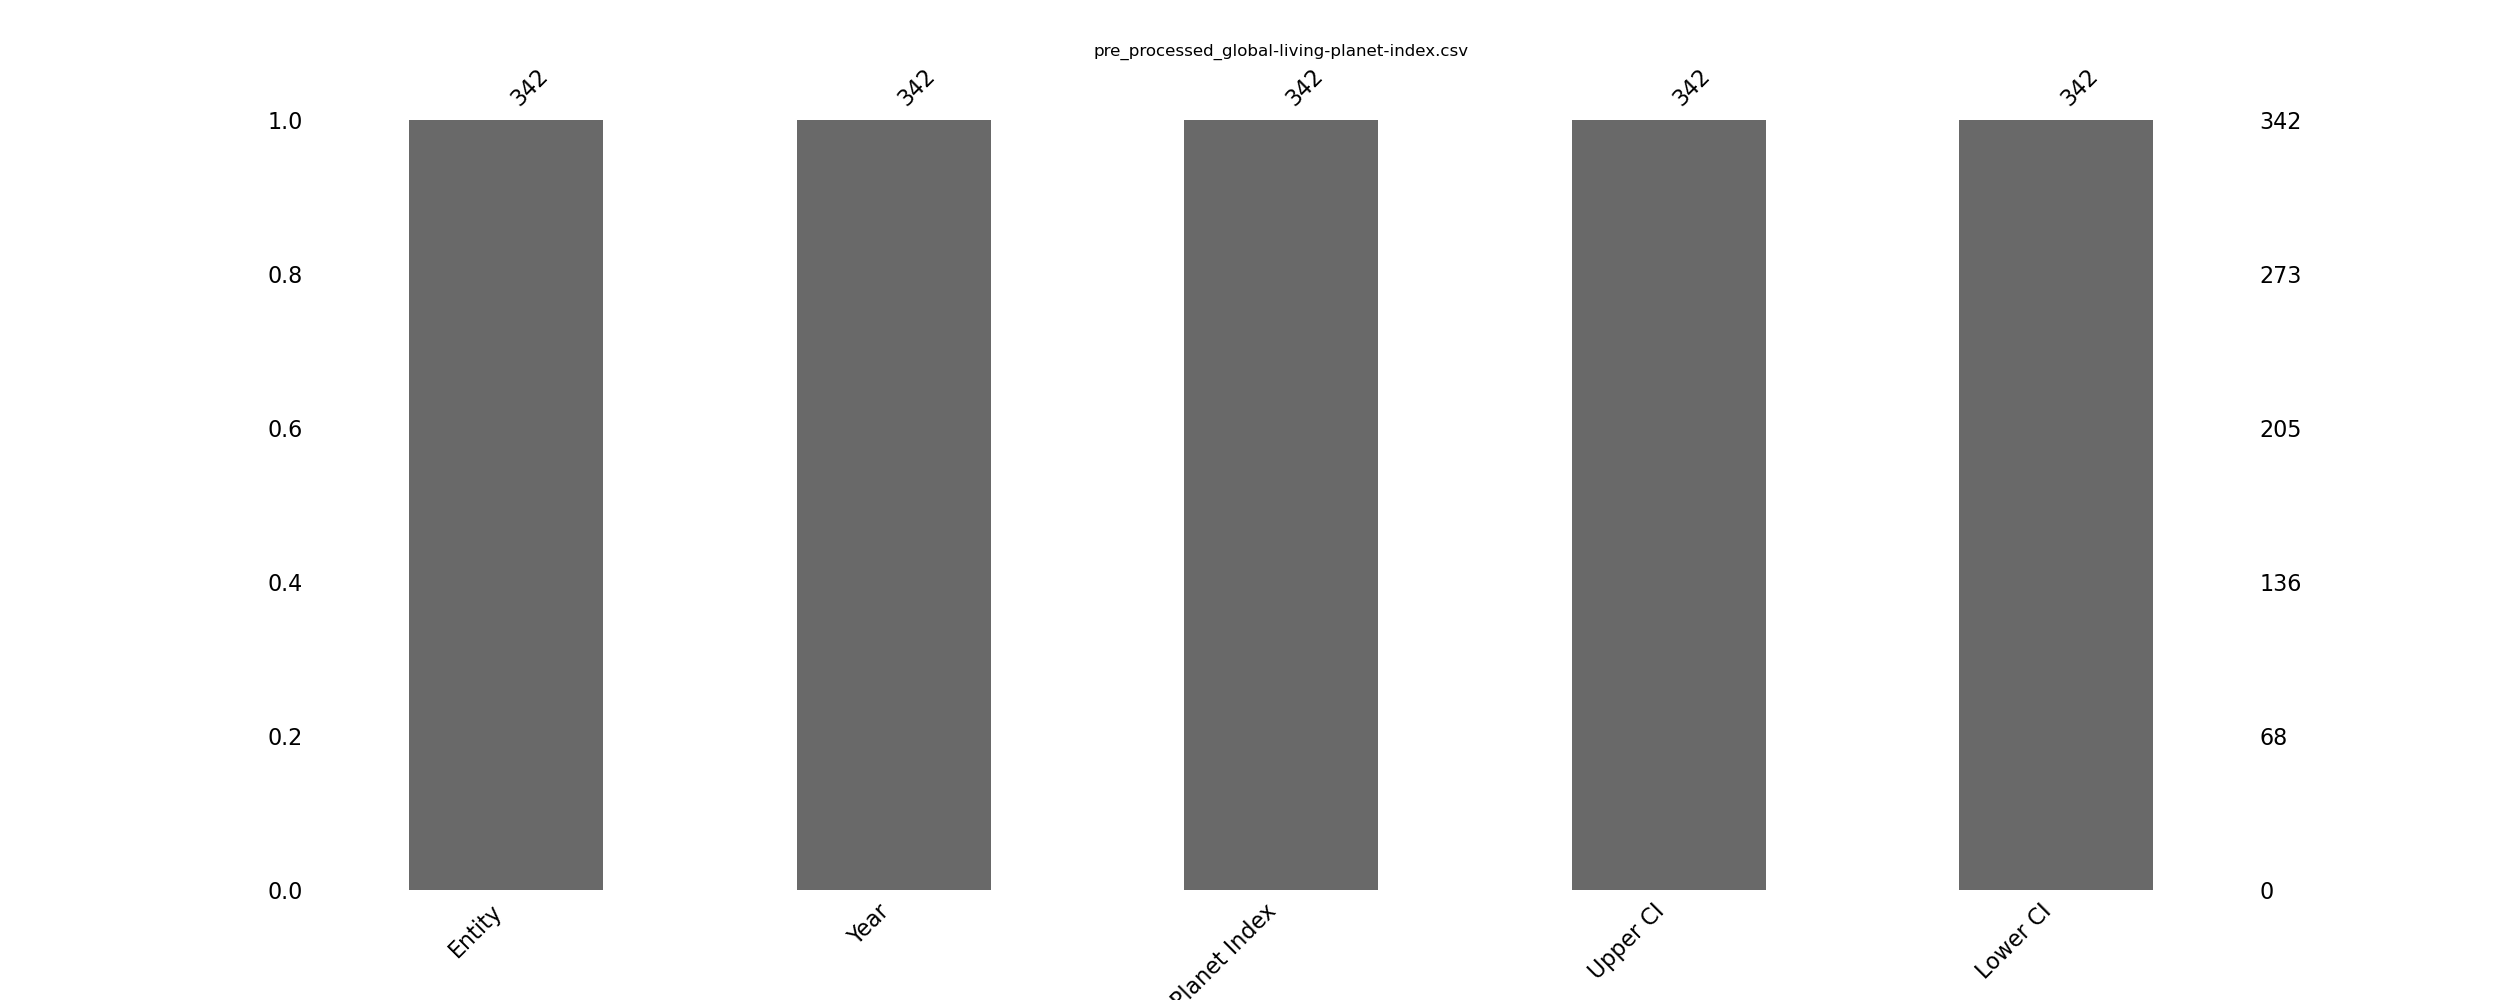 pre_processed_global-living-planet-index.csv
342 342 342 342 342
1.0 342
0.8 273
0.6 205
0.4 136
0.2 68
0.0 0
Entity Year Planet Index Upper CI Lower CI